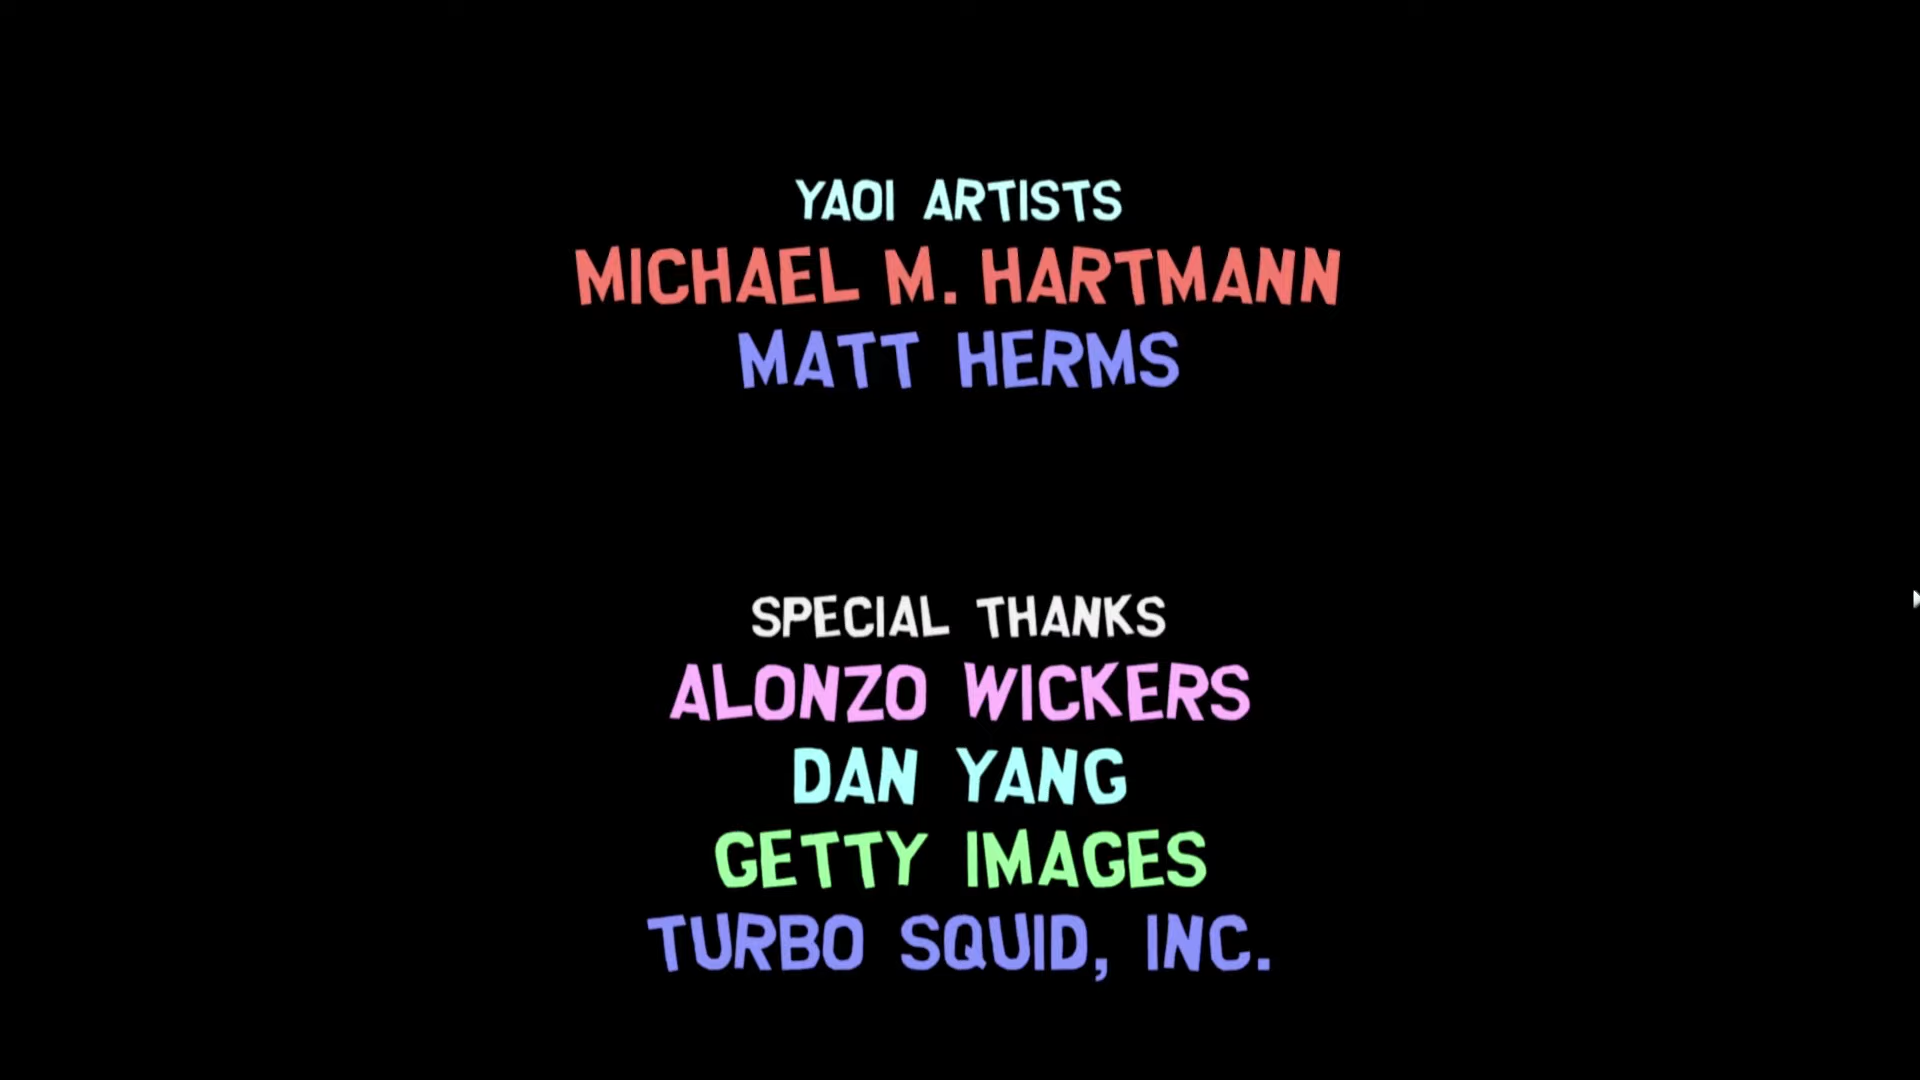 YAOI ARTISTS
MICHAEL M. HARTMANN
MATT HERMS
SPECIAL THANKS
ALONZO WICKERS
DAN YANG
GETTY IMAGES
TURBO SQUID, INC.